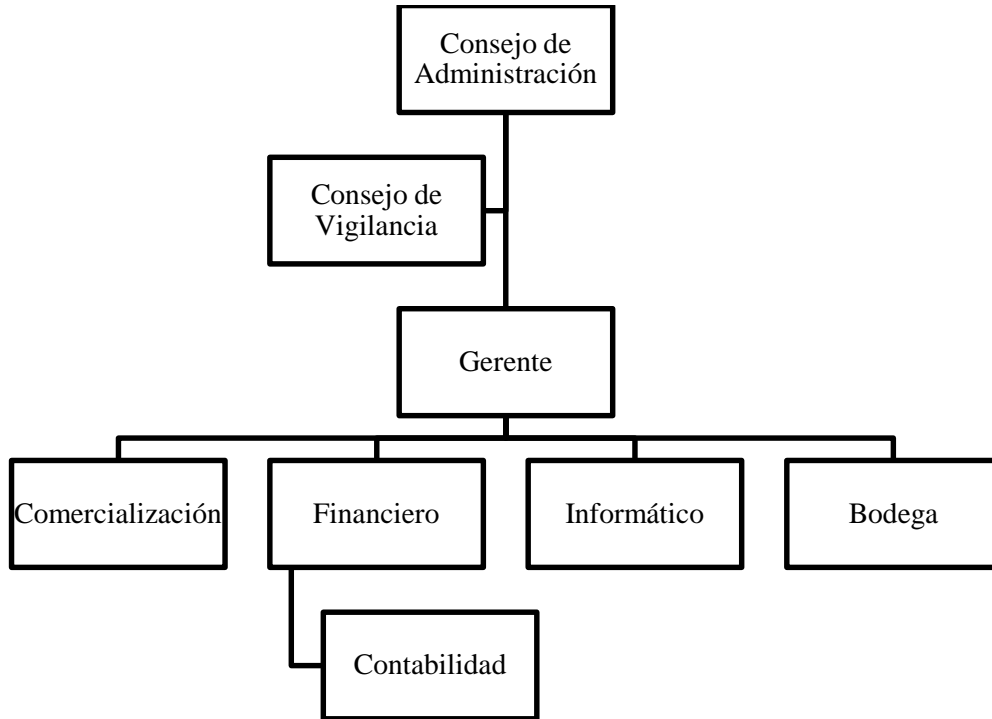 Consejo de
Administración
Consejo de
Vigilancia
Gerente
Comercialización
Financiero
Informático
Bodega
Contabilidad